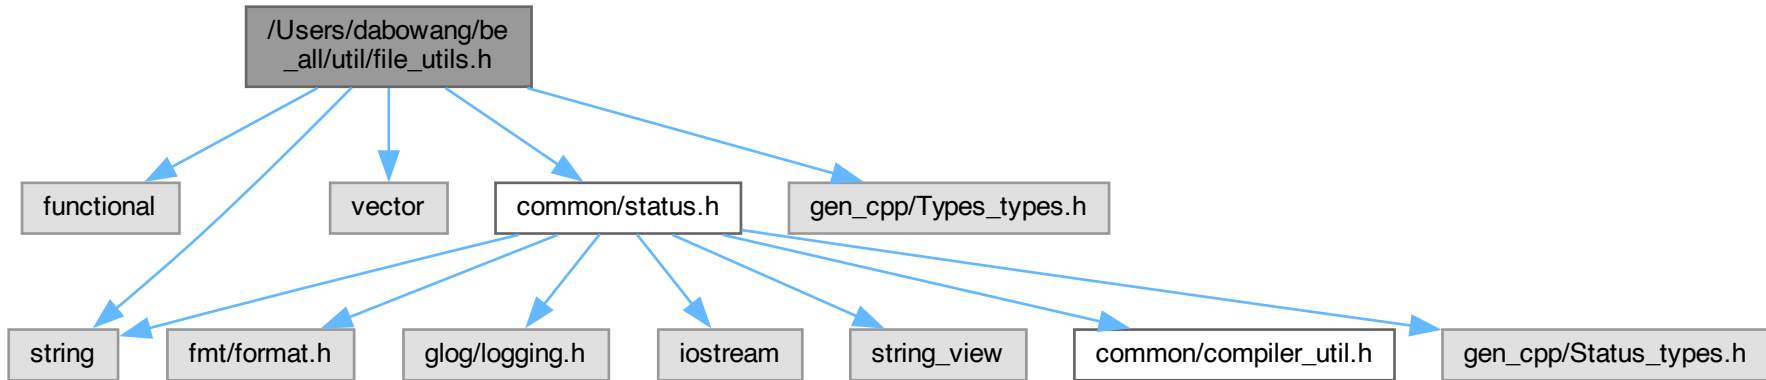 /Users/dabowang/be
_all/util/file_utils.h
functional
vector
common/status.h
gen_cpp/Types_types.h
string
fmt/format.h
glog/logging.h
iostream
string_view
common/compiler_util.h
gen_cpp/Status_types.h